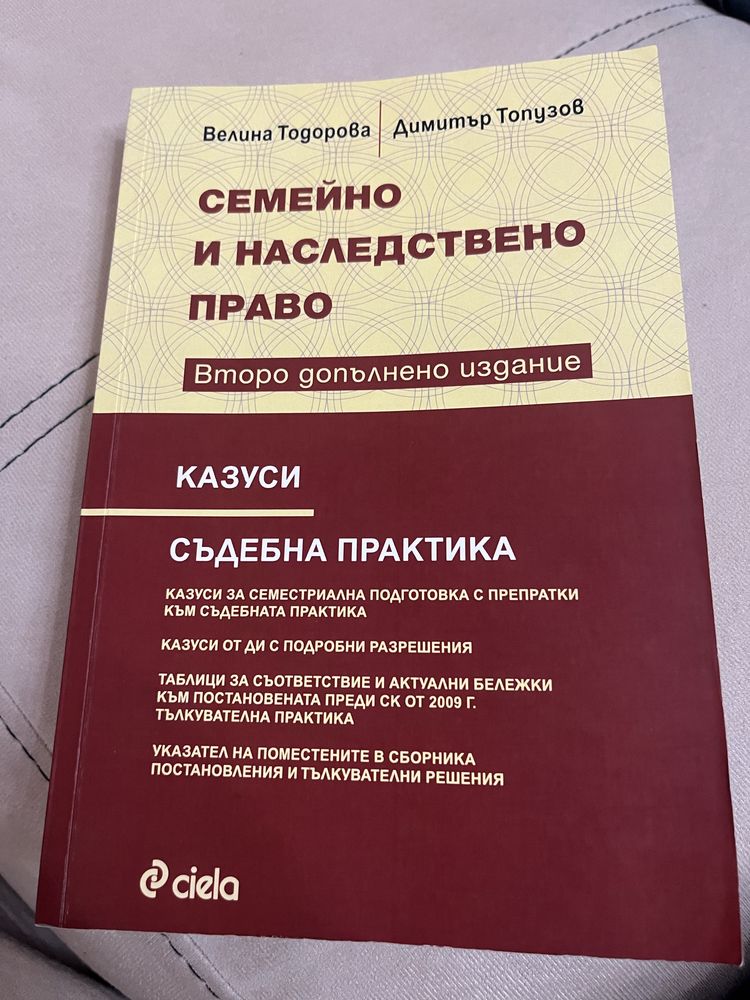 Велина Тодорова | Димитър Топузов
СЕМЕЙНО
И НАСЛЕДСТВЕНО
ПРАВО
Второ допълнено издание
КАЗУСИ
СЪДЕБНА ПРАКТИКА
КАЗУСИ ЗА СЕМЕСТРИАЛНА ПОДГОТОВКА С ПРЕПРАТКИ
КЪМ СЪДЕБНАТА ПРАКТИКА
КАЗУСИ ОТ ДИ С ПОДРОБНИ РАЗРЕШЕНИЯ
ТАБЛИЦИ ЗА СЪОТВЕТСТВИЕ И АКТУАЛНИ БЕЛЕЖКИ
КЪМ ПОСТАНОВЕНАТА ПРЕДИ СК ОТ 2009 Г.
ТЪЛКУВАТЕЛНА ПРАКТИКА
УКАЗАТЕЛ НА ПОМЕСТЕНИТЕ В СБОРНИКА
ПОСТАНОВЛЕНИЯ И ТЪЛКУВАТЕЛНИ РЕШЕНИЯ
ciela